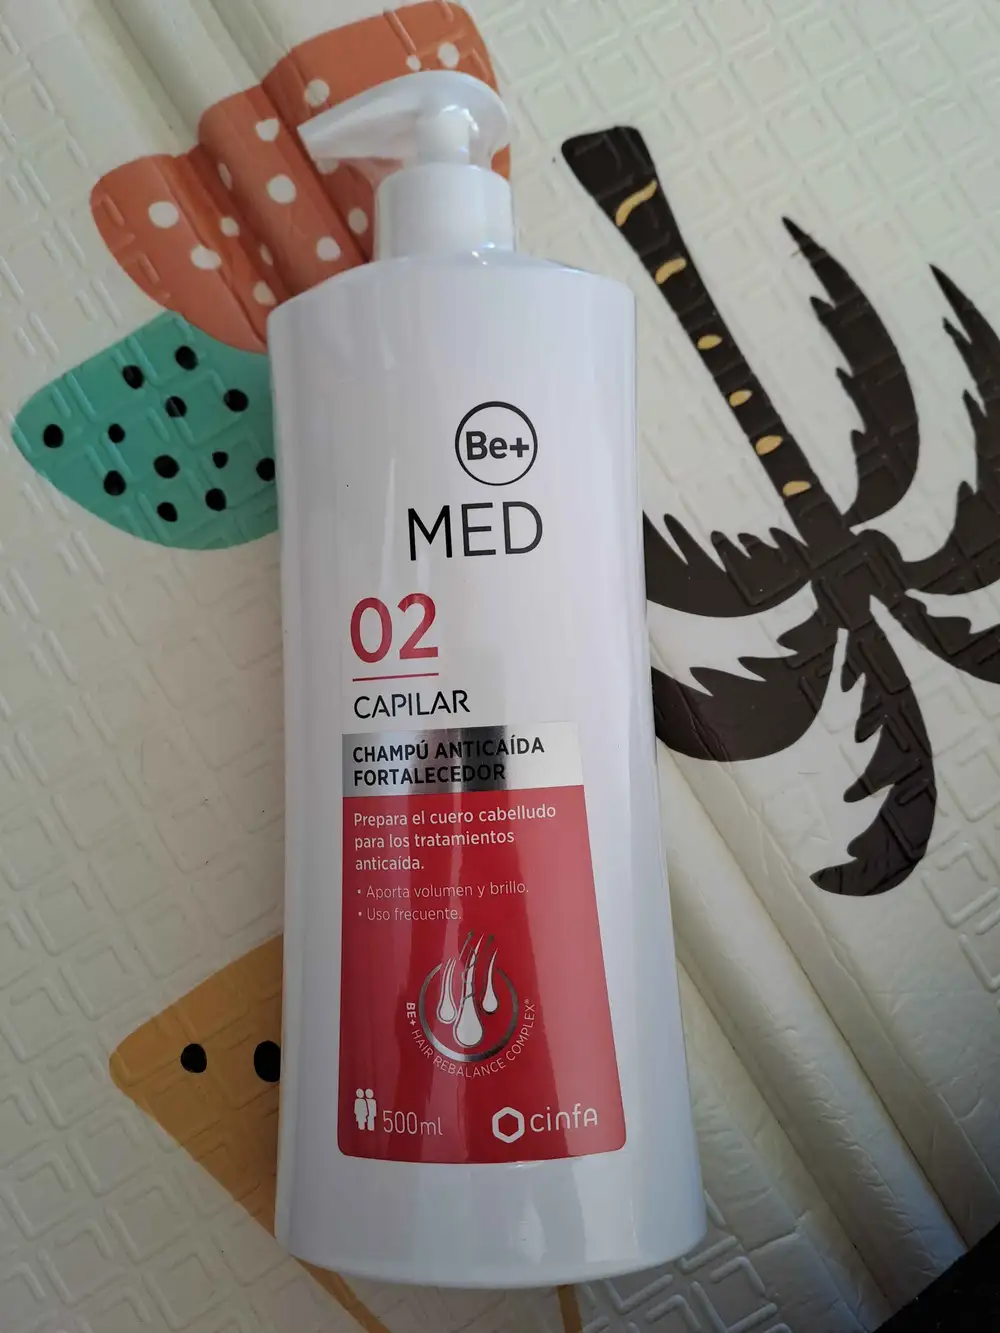 Be+
MED
02
CAPILAR
CHAMPÚ ANTICAÍDA
FORTALECEDOR
Prepara el cuero cabelludo
para los tratamientos
anticaída.
• Aporta volumen y brillo.
• Uso frecuente.
BE+ HAIR REBALANCE COMPLEX®
500ml
cinfa